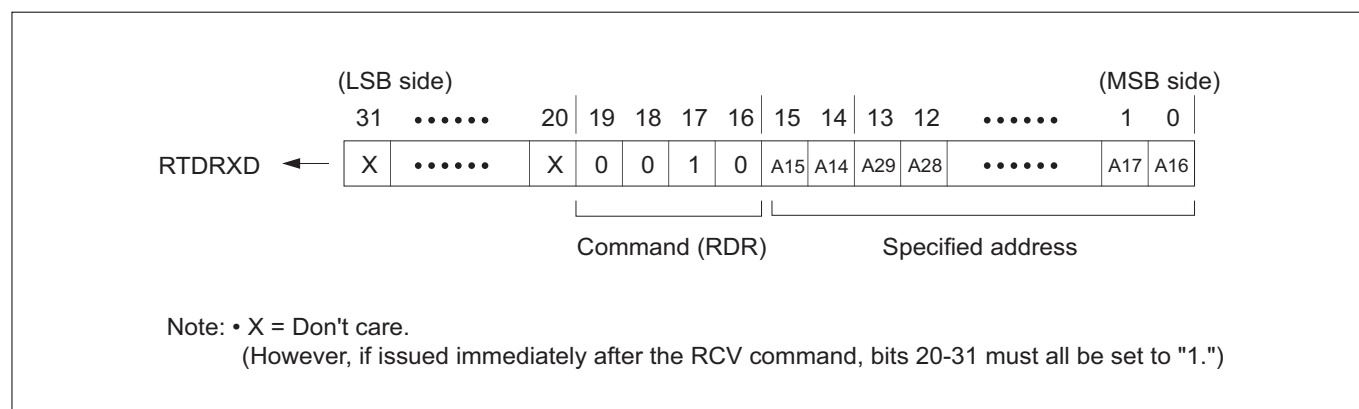 (LSB side) (MSB side)
31 •••••• 20 19 18 17 16 15 14 13 12 •••••• 1 0
RTDRXD X •••••• X 0 0 1 0 A15 A14 A29 A28 •••••• A17 A16
Command (RDR) Specified address
Note: • X = Don't care.
(However, if issued immediately after the RCV command, bits 20-31 must all be set to "1.")